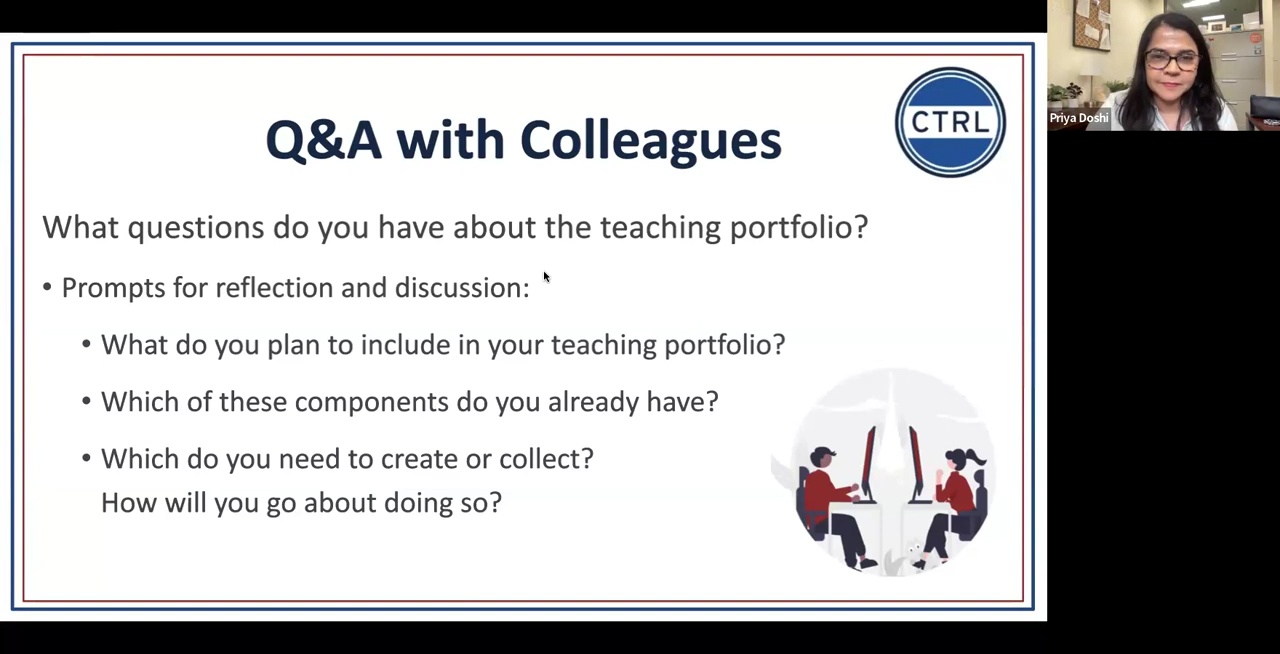 Q&A with Colleagues
CTRL
What questions do you have about the teaching portfolio?
• Prompts for reflection and discussion:
• What do you plan to include in your teaching portfolio?
• Which of these components do you already have?
• Which do you need to create or collect?
How will you go about doing so?
Priya Doshi